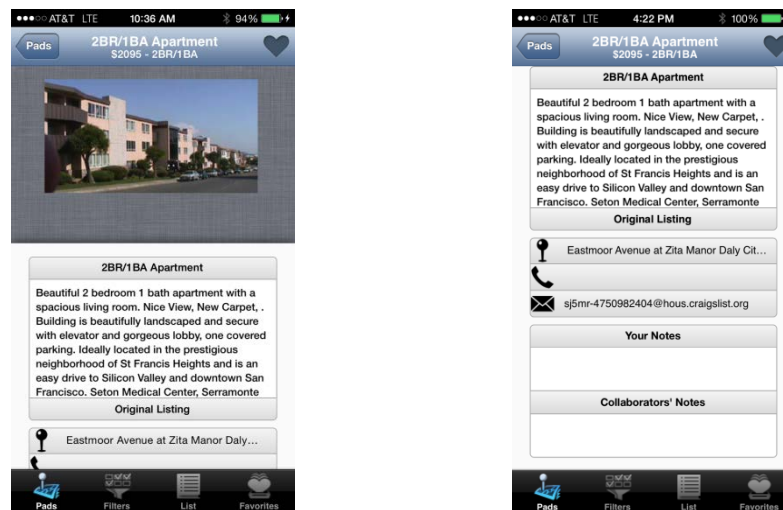 AT&T LTE 10:36 AM 94%
Pads
2BR/1BA Apartment
$2095 - 2BR/1BA
2BR/1BA Apartment
Beautiful 2 bedroom 1 bath apartment with a
spacious living room. Nice View, New Carpet, .
Building is beautifully landscaped and secure
with elevator and gorgeous lobby, one covered
parking. Ideally located in the prestigious
neighborhood of St Francis Heights and is an
easy drive to Silicon Valley and downtown San
Francisco. Seton Medical Center, Serramonte
Original Listing
Eastmoor Avenue at Zita Manor Daly...
Pads Filters List Favorites
AT&T LTE 4:22 PM 100%
Pads
2BR/1BA Apartment
$2095 - 2BR/1BA
2BR/1BA Apartment
Beautiful 2 bedroom 1 bath apartment with a
spacious living room. Nice View, New Carpet, .
Building is beautifully landscaped and secure
with elevator and gorgeous lobby, one covered
parking. Ideally located in the prestigious
neighborhood of St Francis Heights and is an
easy drive to Silicon Valley and downtown San
Francisco. Seton Medical Center, Serramonte
Original Listing
Eastmoor Avenue at Zita Manor Daly Cit...
sj5mr-4750982404@hous.craigslist.org
Your Notes
Collaborators' Notes
Pads Filters List Favorites